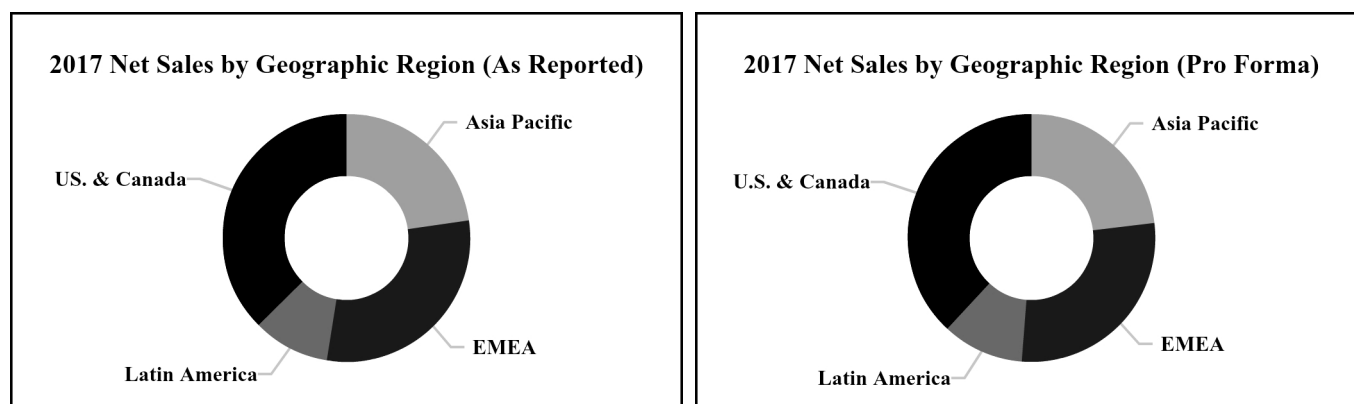 2017 Net Sales by Geographic Region (As Reported)
Asia Pacific
US. & Canada
EMEA
Latin America
2017 Net Sales by Geographic Region (Pro Forma)
Asia Pacific
U.S. & Canada
EMEA
Latin America